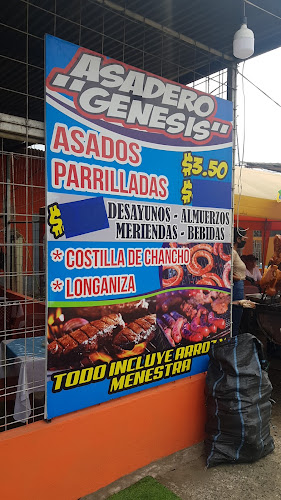 ASADERO
"GENESIS"
ASADOS $3.50
PARRILLADAS $
$ DESAYUNOS - ALMUERZOS
MERIENDAS - BEBIDAS
* COSTILLA DE CHANCHO
* LONGANIZA
TODO INCLUYE ARROZ Y
MENESTRA